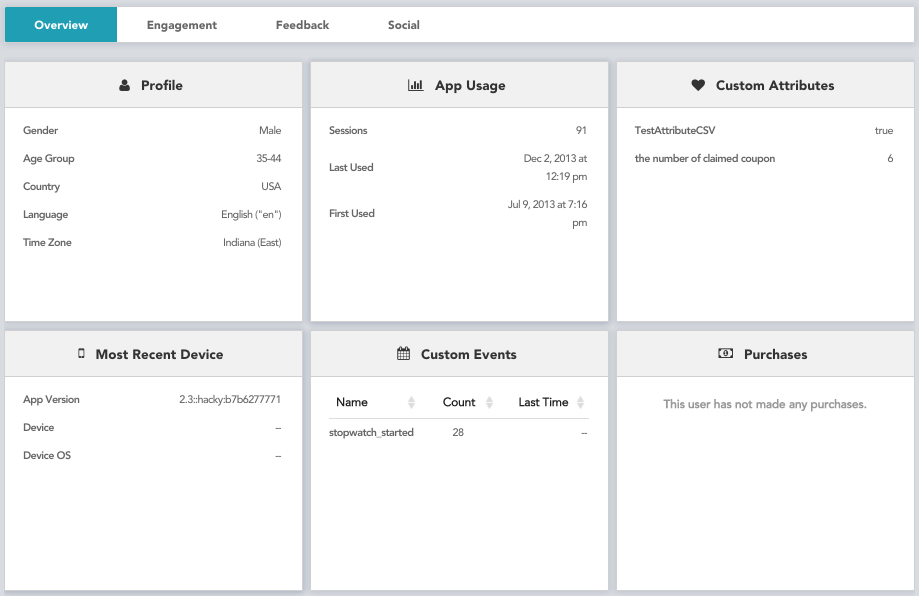 Overview Engagement Feedback Social
Profile
Gender Male
Age Group 35-44
Country USA
Language English ("en")
Time Zone Indiana (East)
App Usage
Sessions 91
Last Used Dec 2, 2013 at
12:19 pm
First Used Jul 9, 2013 at 7:16
pm
Custom Attributes
TestAttributeCSV true
the number of claimed coupon 6
Most Recent Device
App Version 2.3::hacky:b7b6277771
Device --
Device OS --
Custom Events
Name Count Last Time
stopwatch_started 28 --
Purchases
This user has not made any purchases.